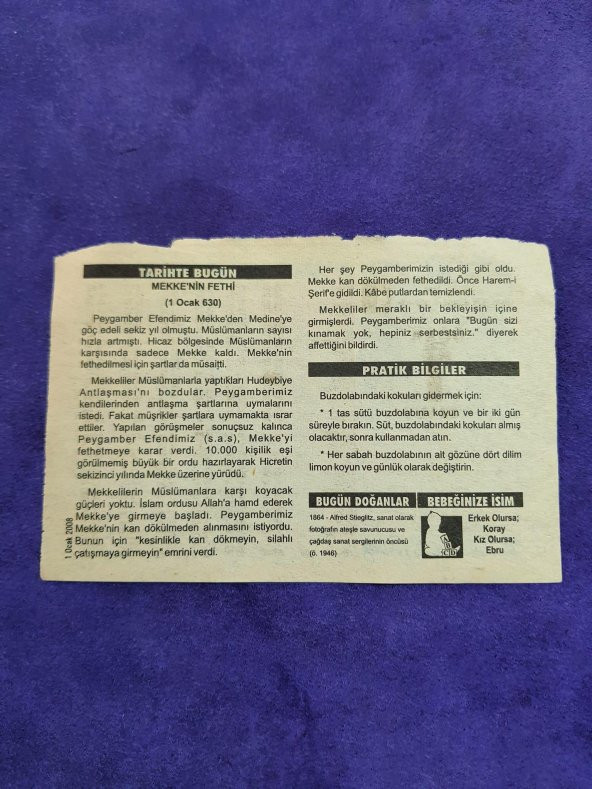 TARİHTE BUGÜN
MEKKE'NİN FETHİ
(1 Ocak 630)
Peygamber Efendimiz Mekke'den Medine'ye
göç edeli sekiz yıl olmuştu. Müslümanların sayısı
hızla artmıştı. Hicaz bölgesinde Müslümanların
karşısında sadece Mekke kaldı. Mekke'nin
fethedilmesi için şartlar da müsaitti.
Mekkeliler Müslümanlarla yaptıkları Hudeybiye
Antlaşması'nı bozdular. Peygamberimiz
kendilerinden antlaşma şartlarına uymalarını
istedi. Fakat müşrikler şartlara uymamakta ısrar
ettiler. Yapılan görüşmeler sonuçsuz kalınca
Peygamber Efendimiz (s.a.s), Mekke'yi
fethetmeye karar verdi. 10.000 kişilik eşi
görülmemiş büyük bir ordu hazırlayarak Hicretin
sekizinci yılında Mekke üzerine yürüdü.
Mekkelilerin Müslümanlara karşı koyacak
güçleri yoktu. İslam ordusu Allah'a hamd ederek
Mekke'ye girmeye başladı. Peygamberimiz
Mekke'nin kan dökülmeden alınmasını istiyordu.
Bunun için "kesinlikle kan dökmeyin, silahlı
çatışmaya girmeyin" emrini verdi.
1 Ocak 2008
Her şey Peygamberimizin istediği gibi oldu.
Mekke kan dökülmeden fethedildi. Önce Harem-i
Şerif'e gidildi. Kâbe putlardan temizlendi.
Mekkeliler meraklı bir bekleyişin içine
girmişlerdi. Peygamberimiz onlara "Bugün sizi
kınamak yok, hepiniz serbestsiniz." diyerek
affettiğini bildirdi.
PRATİK BİLGİLER
Buzdolabındaki kokuları gidermek için:
* 1 tas sütü buzdolabına koyun ve bir iki gün
süreyle bırakın. Süt, buzdolabındaki kokuları almış
olacaktır, sonra kullanmadan atın.
* Her sabah buzdolabının alt gözüne dört dilim
limon koyun ve günlük olarak değiştirin.
BUGÜN DOĞANLAR
1864 - Alfred Stieglitz, sanat olarak
fotoğrafın ateşle savunucusu ve
çağdaş sanat sergilerinin öncüsü
(ö. 1946)
BEBEĞİNİZE İSİM
Erkek Olursa;
Koray
Kız Olursa;
Ebru